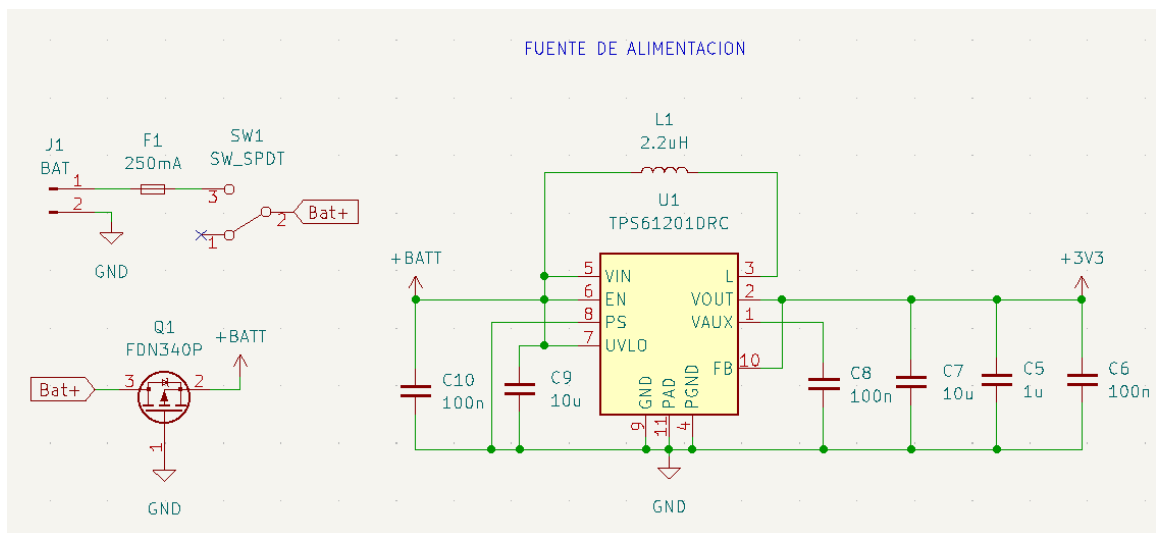 FUENTE DE ALIMENTACION
J1
BAT
1
2
GND
F1
250mA
SW1
SW_SPDT
3
1
2
Bat+
Q1
FDN340P
+BATT
Bat+
3
2
1
GND
L1
2.2uH
U1
TPS61201DRC
+BATT
+3V3
5 VIN
6 EN
8 PS
7 UVLO
L 3
VOUT 2
VAUX 1
FB 10
GND 9
PAD 11
PGND 4
C10
100n
C9
10u
C8
100n
C7
10u
C5
1u
C6
100n
GND